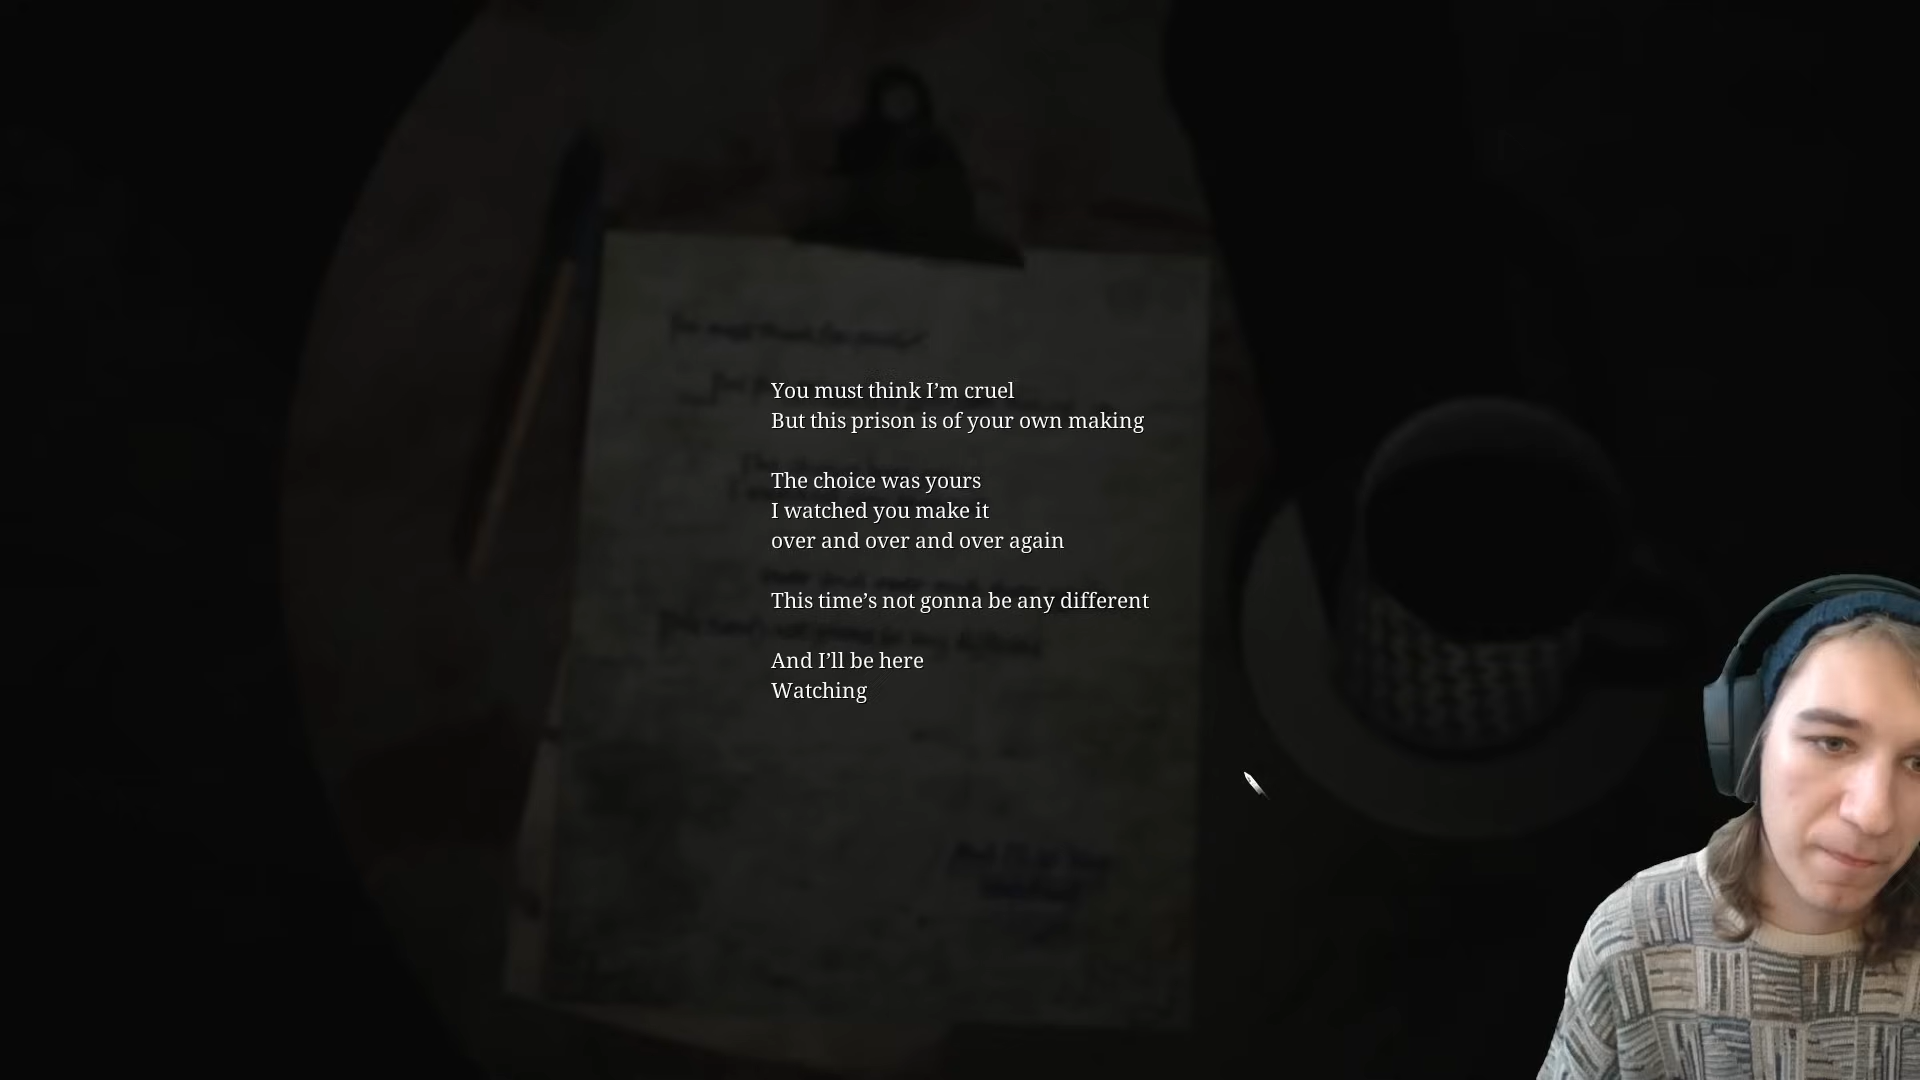 You must think I’m cruel
But this prison is of your own making
The choice was yours
I watched you make it
over and over and over again
This time’s not gonna be any different
And I’ll be here
Watching